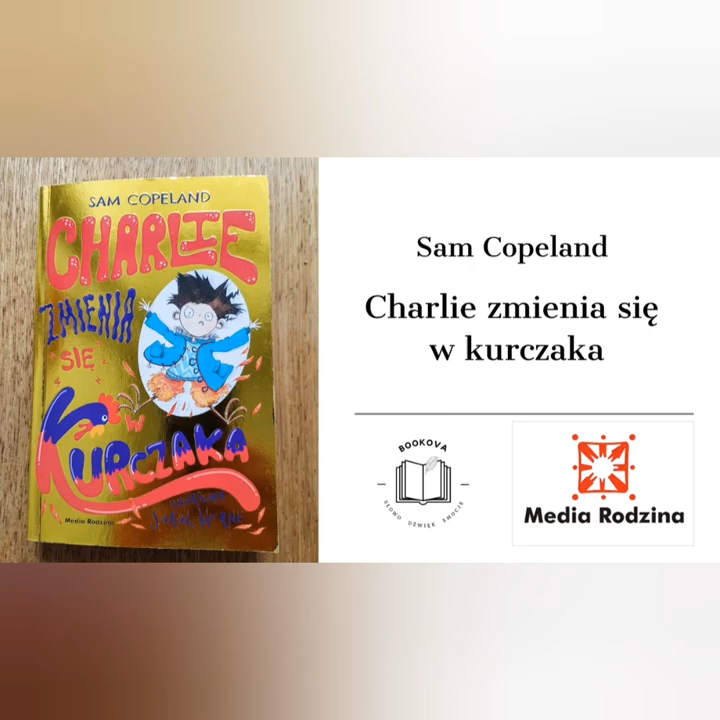 SAM COPELAND
CHARLIE
ZMIENIA
SIĘ
W
KURCZAKA
Media Rodzina
Sam Copeland
Charlie zmienia się
w kurczaka
BOOKOVA
SŁOWO DŹWIĘK EMOCJE
Media Rodzina